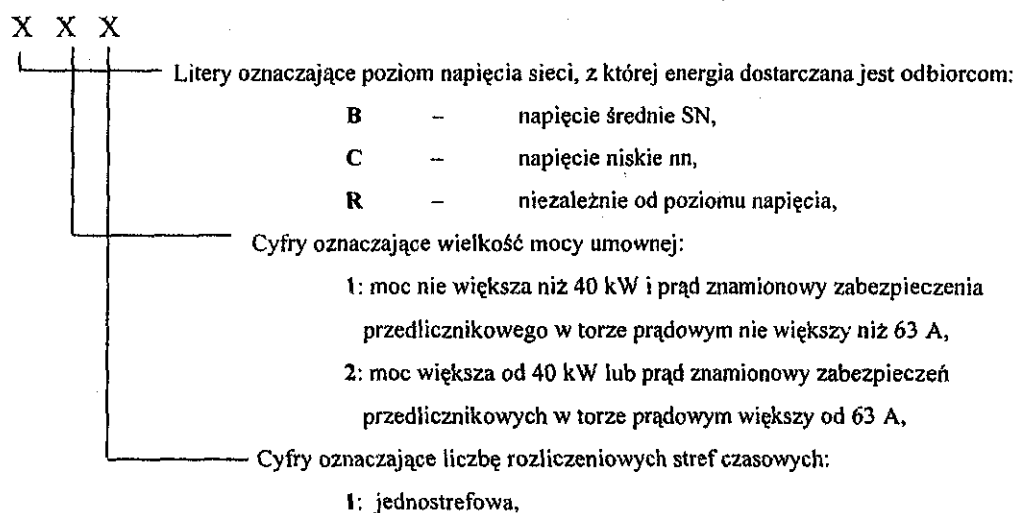 X X X
Litery oznaczające poziom napięcia sieci, z której energia dostarczana jest odbiorcom:
B – napięcie średnie SN,
C – napięcie niskie nn,
R – niezależnie od poziomu napięcia,
Cyfry oznaczające wielkość mocy umownej:
1: moc nie większa niż 40 kW i prąd znamionowy zabezpieczenia
przedlicznikowego w torze prądowym nie większy niż 63 A,
2: moc większa od 40 kW lub prąd znamionowy zabezpieczeń
przedlicznikowych w torze prądowym większy od 63 A,
Cyfry oznaczające liczbę rozliczeniowych stref czasowych:
1: jednostrefowa,